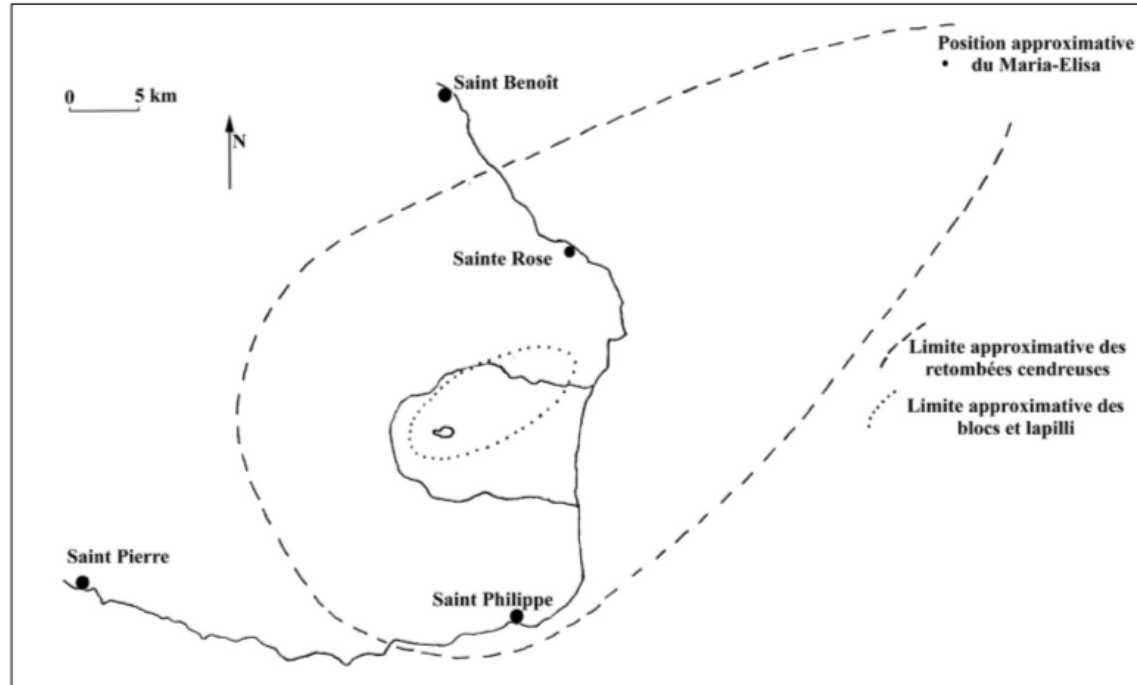 Position approximative
du Maria-Elisa
Saint Benoît
0 5 km
N
Sainte Rose
Limite approximative des
retombées cendreuses
Limite approximative des
blocs et lapilli
Saint Pierre
Saint Philippe